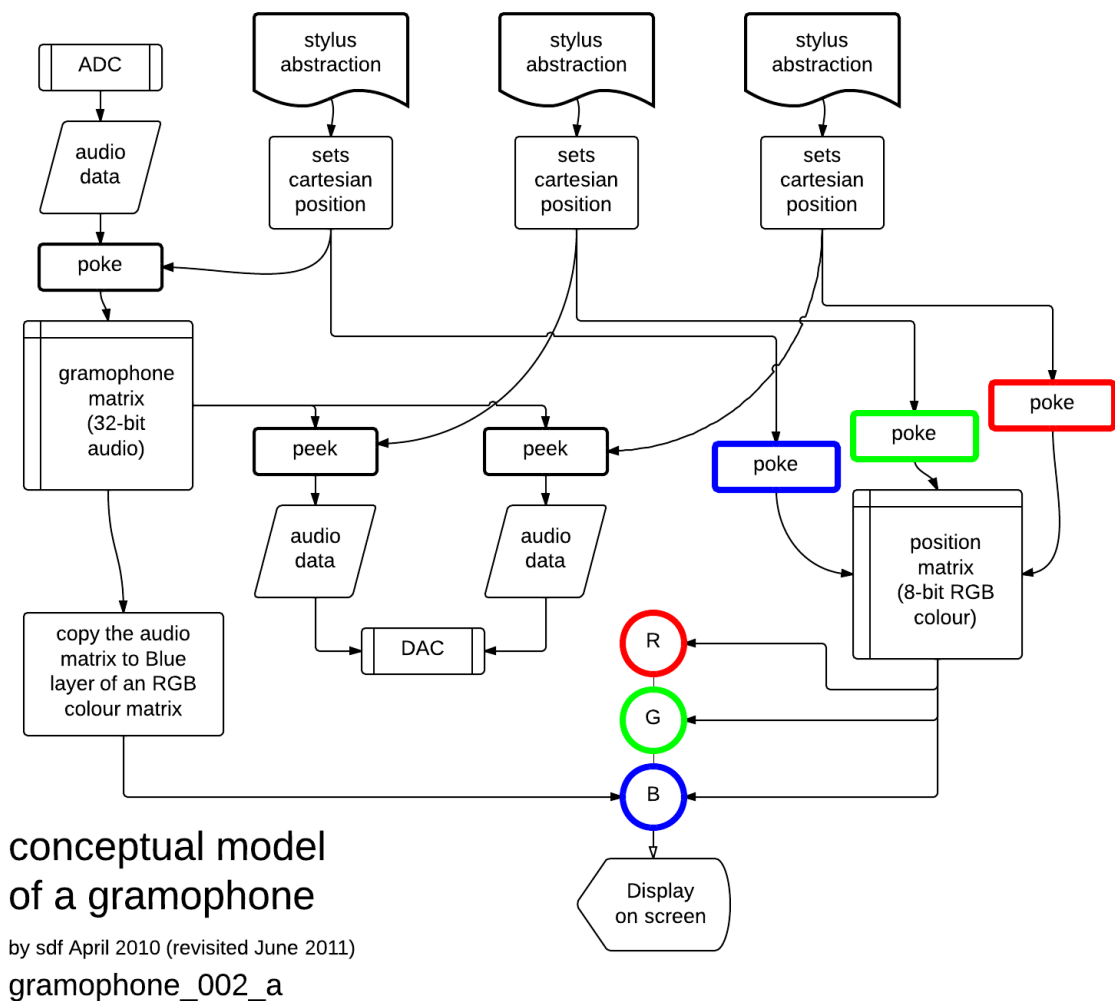 ADC
stylus
abstraction
stylus
abstraction
stylus
abstraction
audio
data
sets
cartesian
position
sets
cartesian
position
sets
cartesian
position
poke
gramophone
matrix
(32-bit
audio)
peek
peek
poke
poke
poke
audio
data
audio
data
position
matrix
(8-bit RGB
colour)
copy the audio
matrix to Blue
layer of an RGB
colour matrix
DAC
R
G
B
Display
on screen
conceptual model
of a gramophone
by sdf April 2010 (revisited June 2011)
gramophone_002_a